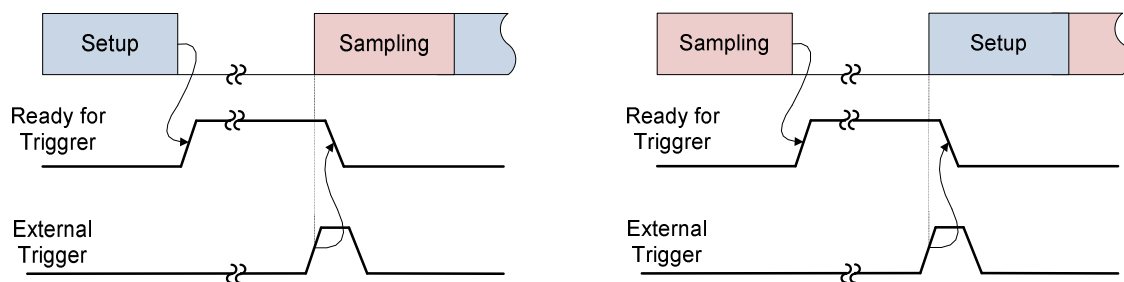 Setup
Sampling
Ready for
Triggrer
External
Trigger
Sampling
Setup
Ready for
Triggrer
External
Trigger